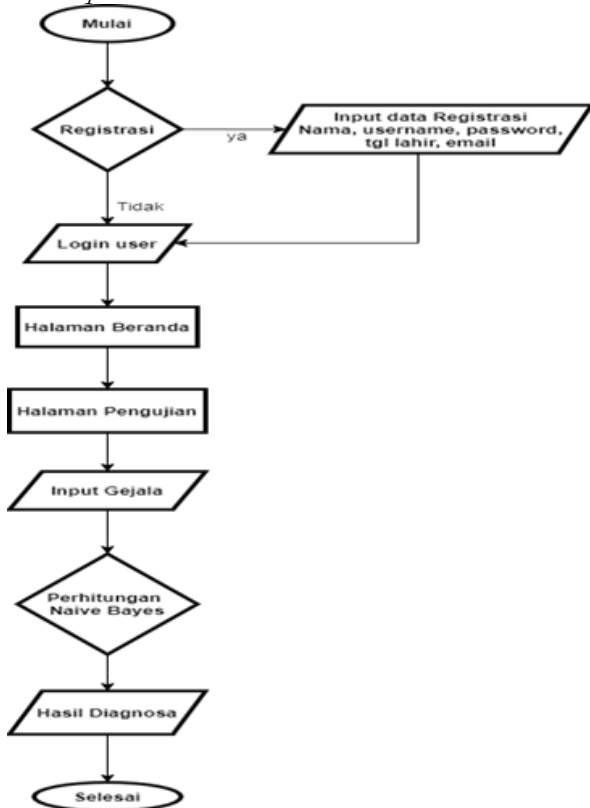 Mulai
Registrasi
ya
Input data Registrasi
Nama, username, password,
tgl lahir, email
Tidak
Login user
Halaman Beranda
Halaman Pengujian
Input Gejala
Perhitungan
Naive Bayes
Hasil Diagnosa
Selesai